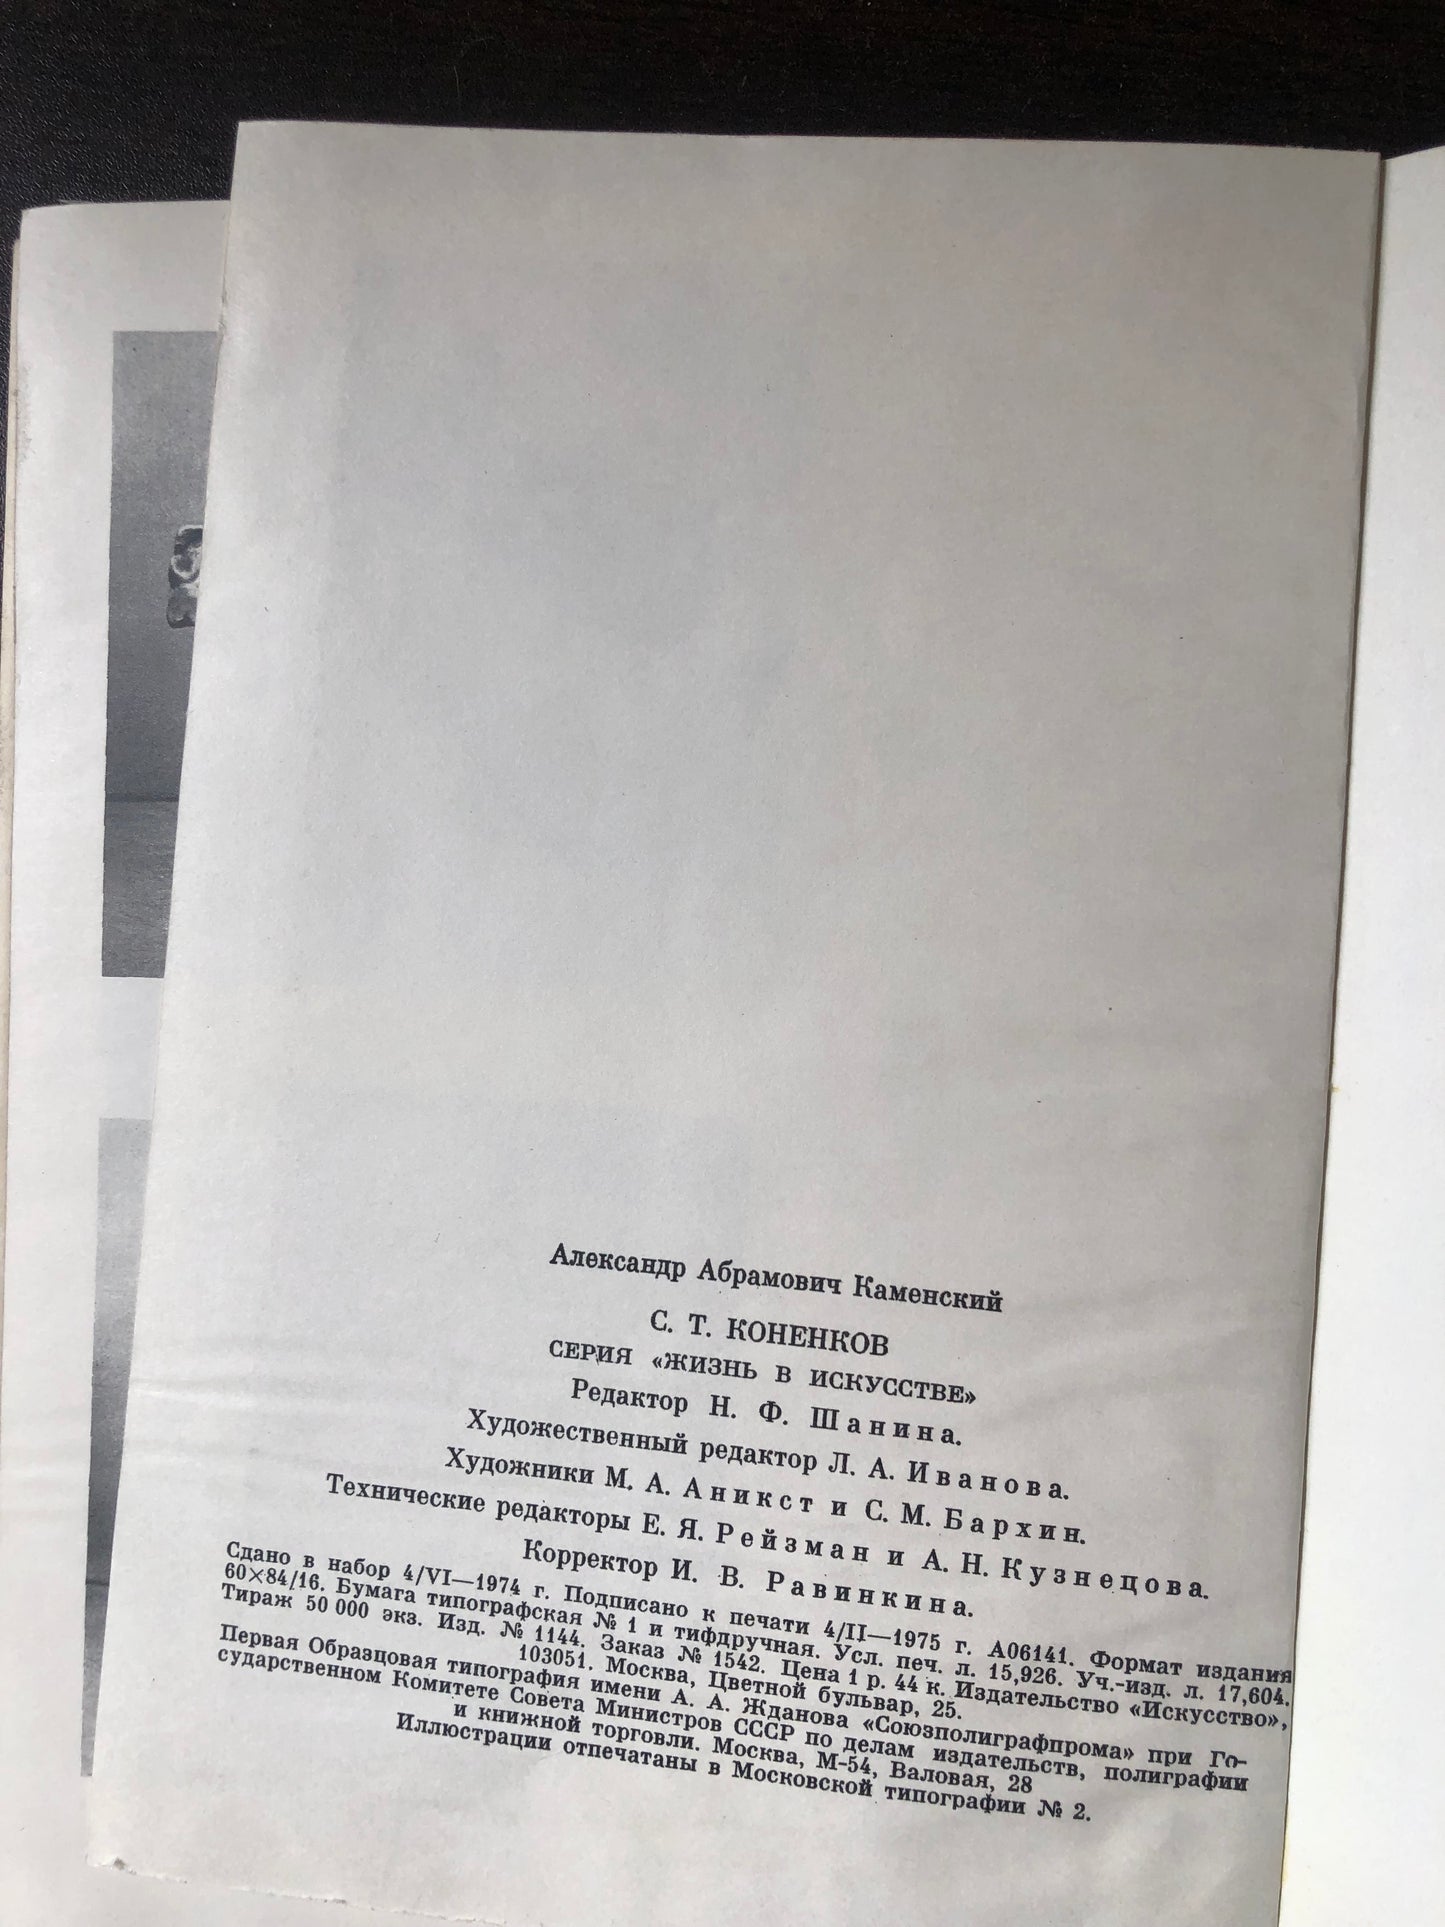 Александр Абрамович Каменский
С. Т. КОНЕНКОВ
СЕРИЯ «ЖИЗНЬ В ИСКУССТВЕ»
Редактор Н. Ф. Шанина.
Художественный редактор Л. А. Иванова.
Художники М. А. Аникст и С. М. Бархин.
Технические редакторы Е. Я. Рейзман и А. Н. Кузнецова.
Корректор И. В. Равинкина.
Сдано в набор 4/VI—1974 г. Подписано к печати 4/II—1975 г. А06141. Формат издания
60×84/16. Бумага типографская № 1 и тифдручная. Усл. печ. л. 15,926. Уч.-изд. л. 17,604.
Тираж 50 000 экз. Изд. № 1144. Заказ № 1542. Цена 1 р. 44 к. Издательство «Искусство»,
103051. Москва, Цветной бульвар, 25.
Первая Образцовая типография имени А. А. Жданова «Союзполиграфпрома» при Го-
сударственном Комитете Совета Министров СССР по делам издательств, полиграфии
и книжной торговли. Москва, М-54, Валовая, 28
Иллюстрации отпечатаны в Московской типографии № 2.